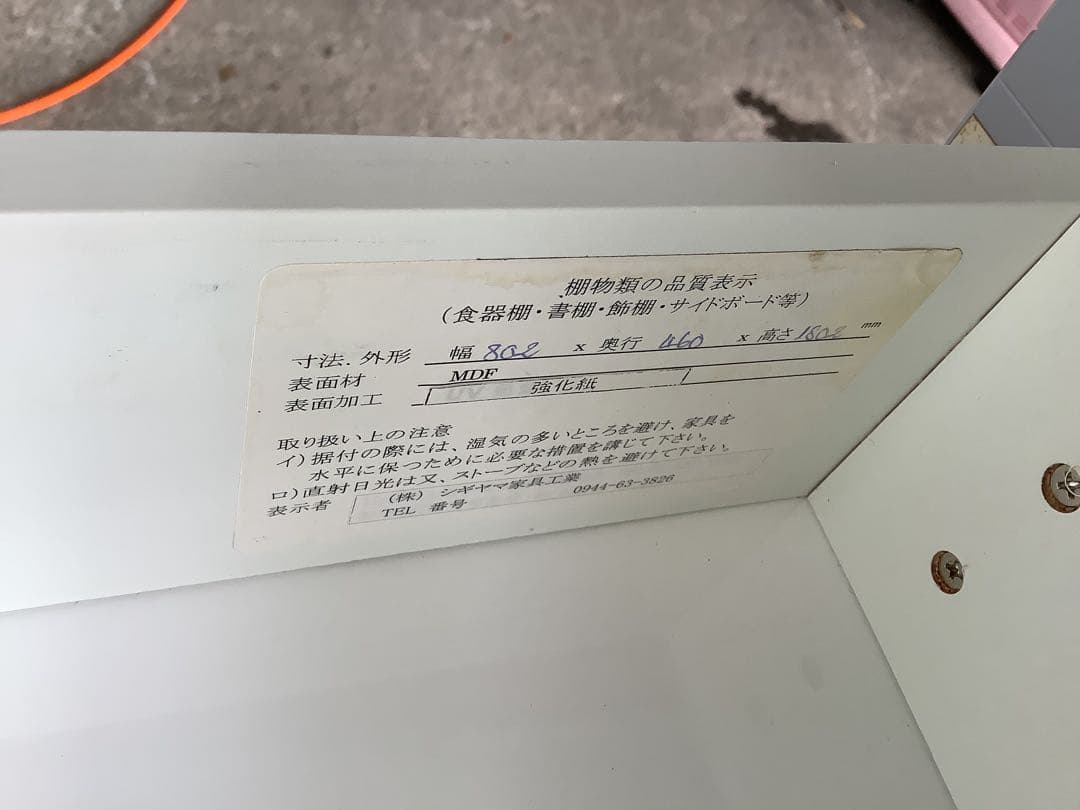 棚物類の品質表示
(食器棚・書棚・飾棚・サイドボード等)
寸法.外形 幅 802 x 奥行 460 x 高さ 1802 mm
表面材 MDF
表面加工 強化紙
取り扱い上の注意
イ)据付の際には、湿気の多いところを避け、家具を
水平に保つために必要な措置を講じて下さい。
ロ)直射日光は又、ストーブなどの熱を避けて下さい。
表示者 (株) シギヤマ家具工業
TEL 番号 0944-63-3826